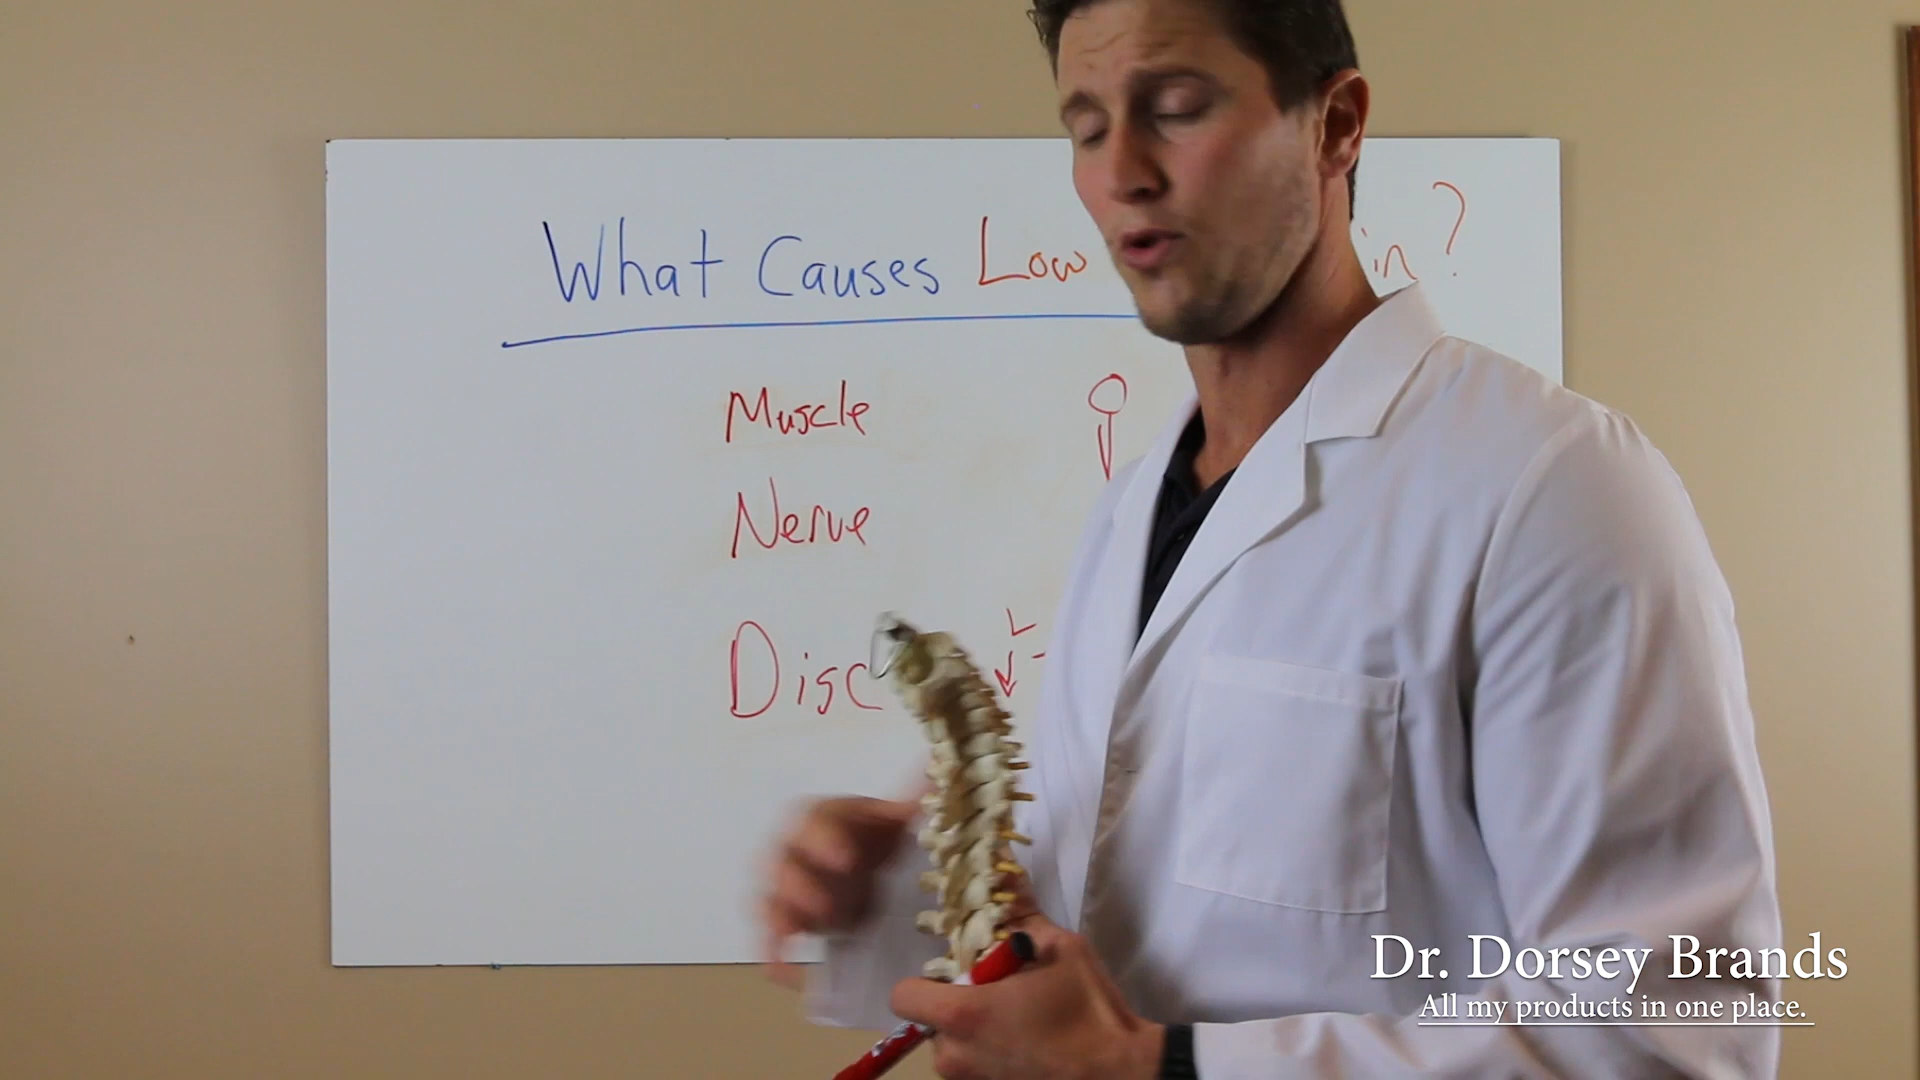 What Causes Low in?
Muscle
Nerve
Disc
L
Dr. Dorsey Brands
All my products in one place.